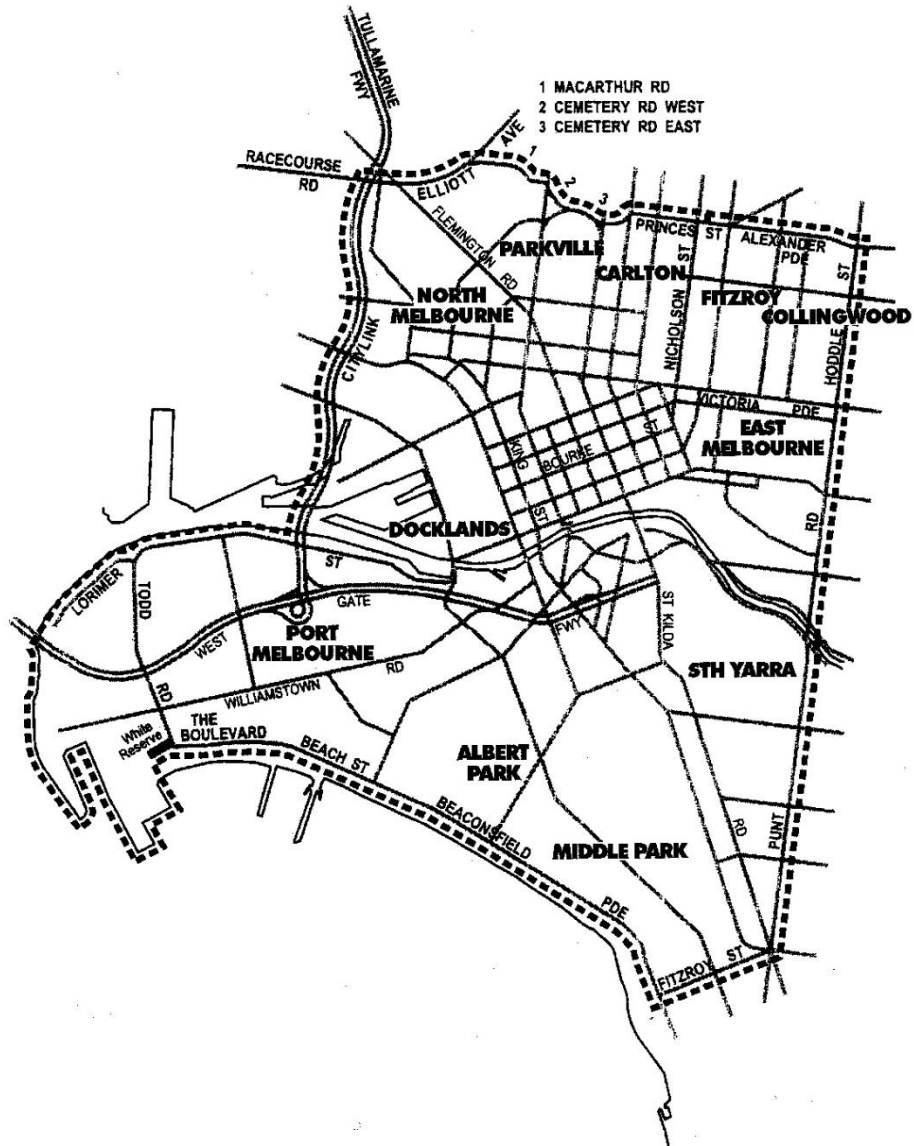 TULLAMARINE
FWY
1 MACARTHUR RD
2 CEMETERY RD WEST
3 CEMETERY RD EAST
AVE
1
2
3
RACECOURSE
RD
ELLIOTT
FLEMINGTON
RD
PARKVILLE
PRINCES ST
ALEXANDER
PDE
CARLTON
NICHOLSON
ST
FITZROY
COLLINGWOOD
HODDLE
ST
NORTH
MELBOURNE
CITY LINK
VICTORIA
PDE
EAST
MELBOURNE
KING
ST
BOURKE
ST
DOCKLANDS
RD
LORIMER
ST
TODD
RD
WEST
GATE
FWY
PORT
MELBOURNE
ST KILDA
RD
STH YARRA
WILLIAMSTOWN
RD
White
Reserve
THE
BOULEVARD
BEACH ST
ALBERT
PARK
BEACONSFIELD
PDE
MIDDLE PARK
PUNT
FITZROY ST